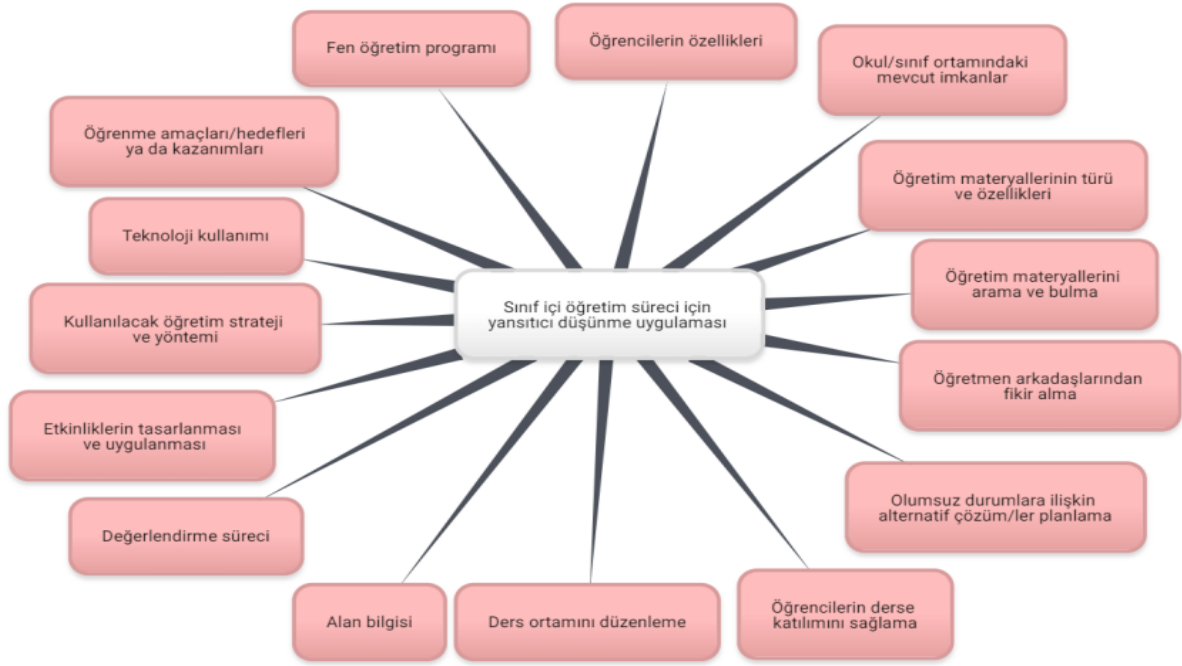 Fen öğretim programı
Öğrencilerin özellikleri
Okul/sınıf ortamındaki
mevcut imkanlar
Öğrenme amaçları/hedefleri
ya da kazanımları
Öğretim materyallerinin türü
ve özellikleri
Teknoloji kullanımı
Öğretim materyallerini
arama ve bulma
Sınıf içi öğretim süreci için
yansıtıcı düşünme uygulaması
Kullanılacak öğretim strateji
ve yöntemi
Öğretmen arkadaşlarından
fikir alma
Etkinliklerin tasarlanması
ve uygulanması
Olumsuz durumlara ilişkin
alternatif çözüm/ler planlama
Değerlendirme süreci
Alan bilgisi
Ders ortamını düzenleme
Öğrencilerin derse
katılımını sağlama